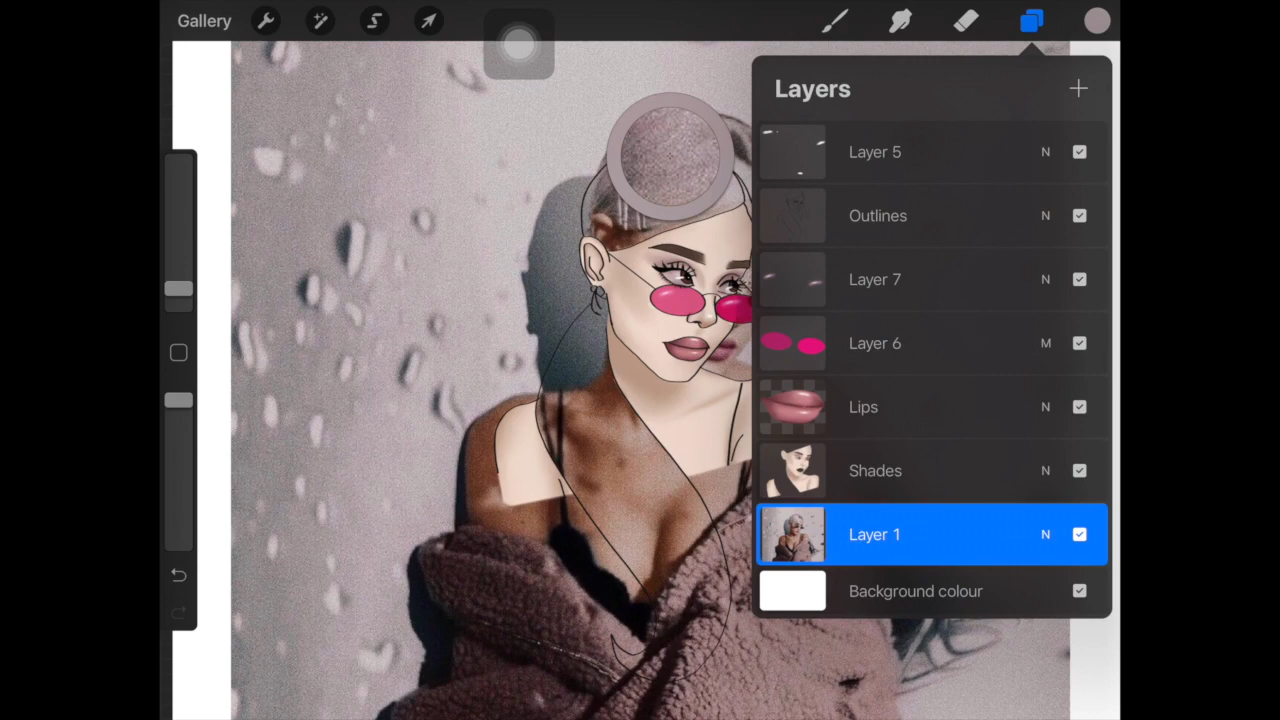 Gallery
Layers
Layer 5 N
Outlines N
Layer 7 N
Layer 6 M
Lips N
Shades N
Layer 1 N
Background colour